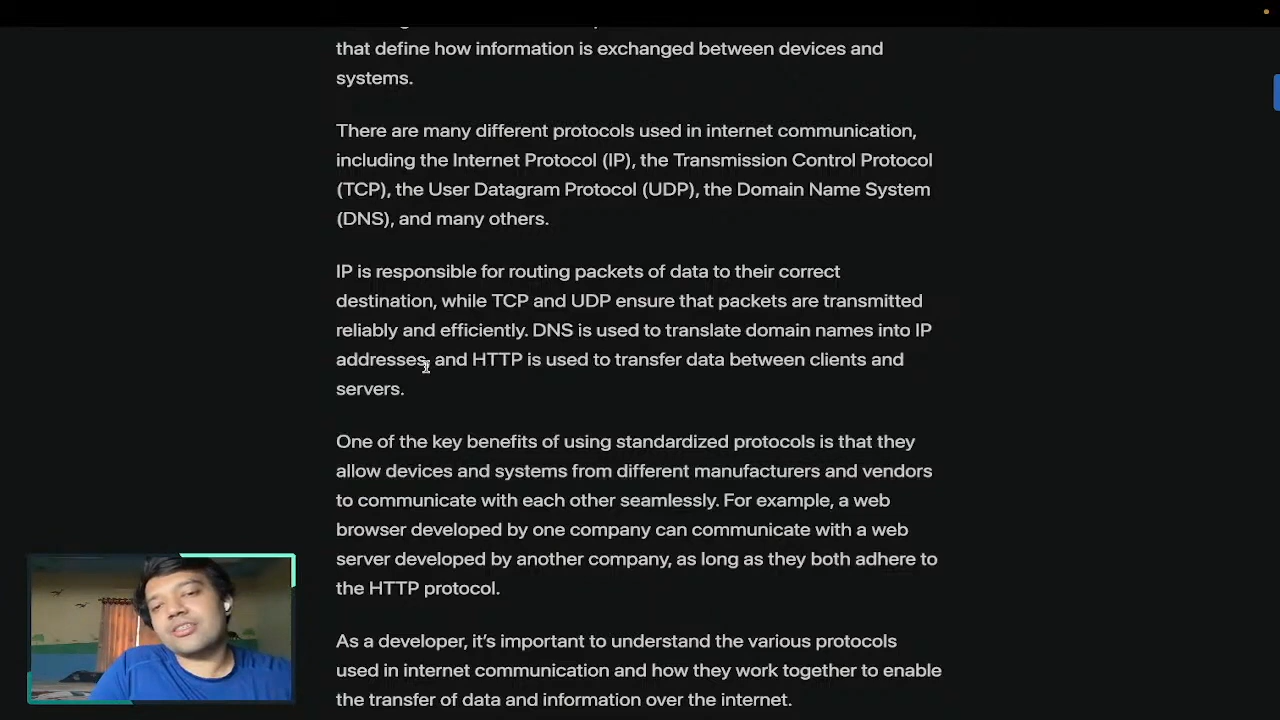 that define how information is exchanged between devices and
systems.
There are many different protocols used in internet communication,
including the Internet Protocol (IP), the Transmission Control Protocol
(TCP), the User Datagram Protocol (UDP), the Domain Name System
(DNS), and many others.
IP is responsible for routing packets of data to their correct
destination, while TCP and UDP ensure that packets are transmitted
reliably and efficiently. DNS is used to translate domain names into IP
addresses, and HTTP is used to transfer data between clients and
servers.
One of the key benefits of using standardized protocols is that they
allow devices and systems from different manufacturers and vendors
to communicate with each other seamlessly. For example, a web
browser developed by one company can communicate with a web
server developed by another company, as long as they both adhere to
the HTTP protocol.
As a developer, it's important to understand the various protocols
used in internet communication and how they work together to enable
the transfer of data and information over the internet.